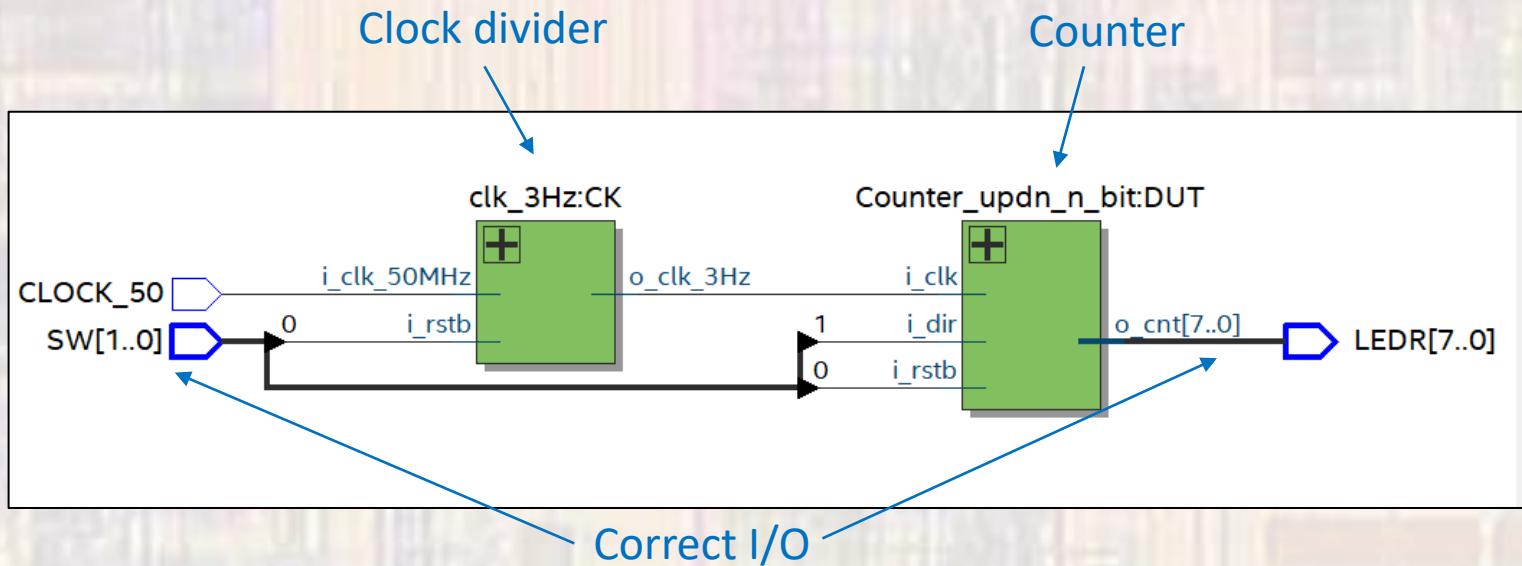 Clock divider
Counter
clk_3Hz:CK
Counter_updn_n_bit:DUT
CLOCK_50
i_clk_50MHz
o_clk_3Hz
i_clk
SW[1..0]
0
i_rstb
1
i_dir
o_cnt[7..0]
LEDR[7..0]
0
i_rstb
Correct I/O